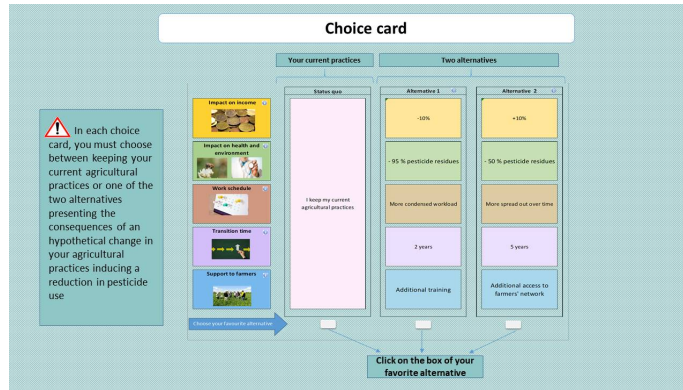 Choice card
Your current practices
Two alternatives
Status quo
Alternative 1
Alternative 2
Impact on income
-10%
+10%
In each choice
card, you must choose
between keeping your
current agricultural
practices or one of the
two alternatives
presenting the
consequences of an
hypothetical change in
your agricultural
practices inducing a
reduction in pesticide
use
Impact on health and
environment
- 95 % pesticide residues
- 50 % pesticide residues
Work schedule
I keep my current
agricultural practices
More condensed workload
More spread out over time
Transition time
2 years
5 years
Support to farmers
Additional training
Additional access to
farmers' network
Choose your favourite alternative
Click on the box of your
favorite alternative